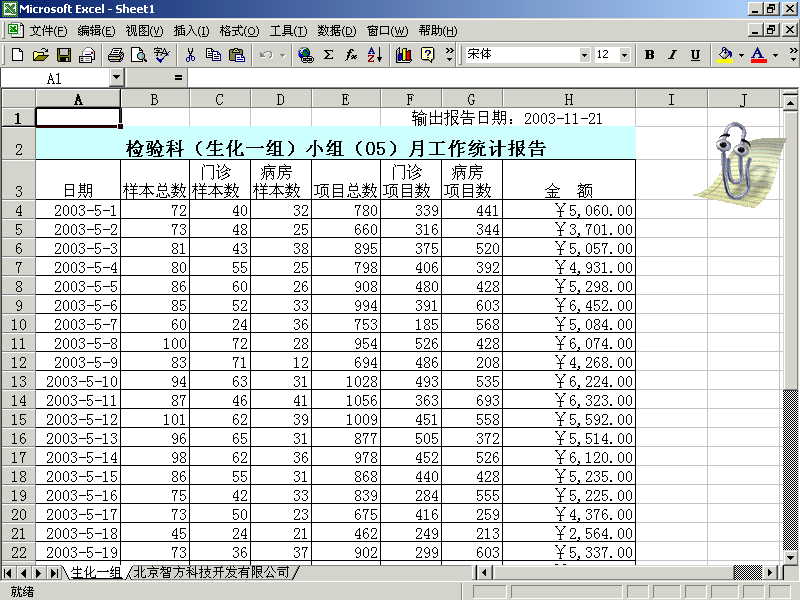 Microsoft Excel - Sheet1
文件(F) 编辑(E) 视图(V) 插入(I) 格式(O) 工具(T) 数据(D) 窗口(W) 帮助(H)
宋体 12 B I U A
A1 =
A B C D E F G H I J
1 输出报告日期: 2003-11-21
2 检验科（生化一组）小组（05）月工作统计报告
门诊 病房 门诊 病房
3 日期 样本总数 样本数 样本数 项目总数 项目数 项目数 金 额
4 2003-5-1 72 40 32 780 339 441 ￥5,060.00
5 2003-5-2 73 48 25 660 316 344 ￥3,701.00
6 2003-5-3 81 43 38 895 375 520 ￥5,057.00
7 2003-5-4 80 55 25 798 406 392 ￥4,931.00
8 2003-5-5 86 60 26 908 480 428 ￥5,298.00
9 2003-5-6 85 52 33 994 391 603 ￥6,452.00
10 2003-5-7 60 24 36 753 185 568 ￥5,084.00
11 2003-5-8 100 72 28 954 526 428 ￥6,074.00
12 2003-5-9 83 71 12 694 486 208 ￥4,268.00
13 2003-5-10 94 63 31 1028 493 535 ￥6,224.00
14 2003-5-11 87 46 41 1056 363 693 ￥6,323.00
15 2003-5-12 101 62 39 1009 451 558 ￥5,592.00
16 2003-5-13 96 65 31 877 505 372 ￥5,514.00
17 2003-5-14 98 62 36 978 452 526 ￥6,120.00
18 2003-5-15 86 55 31 868 440 428 ￥5,235.00
19 2003-5-16 75 42 33 839 284 555 ￥5,225.00
20 2003-5-17 73 50 23 675 416 259 ￥4,376.00
21 2003-5-18 45 24 21 462 249 213 ￥2,564.00
22 2003-5-19 73 36 37 902 299 603 ￥5,337.00
生化一组 北京智方科技开发有限公司
就绪